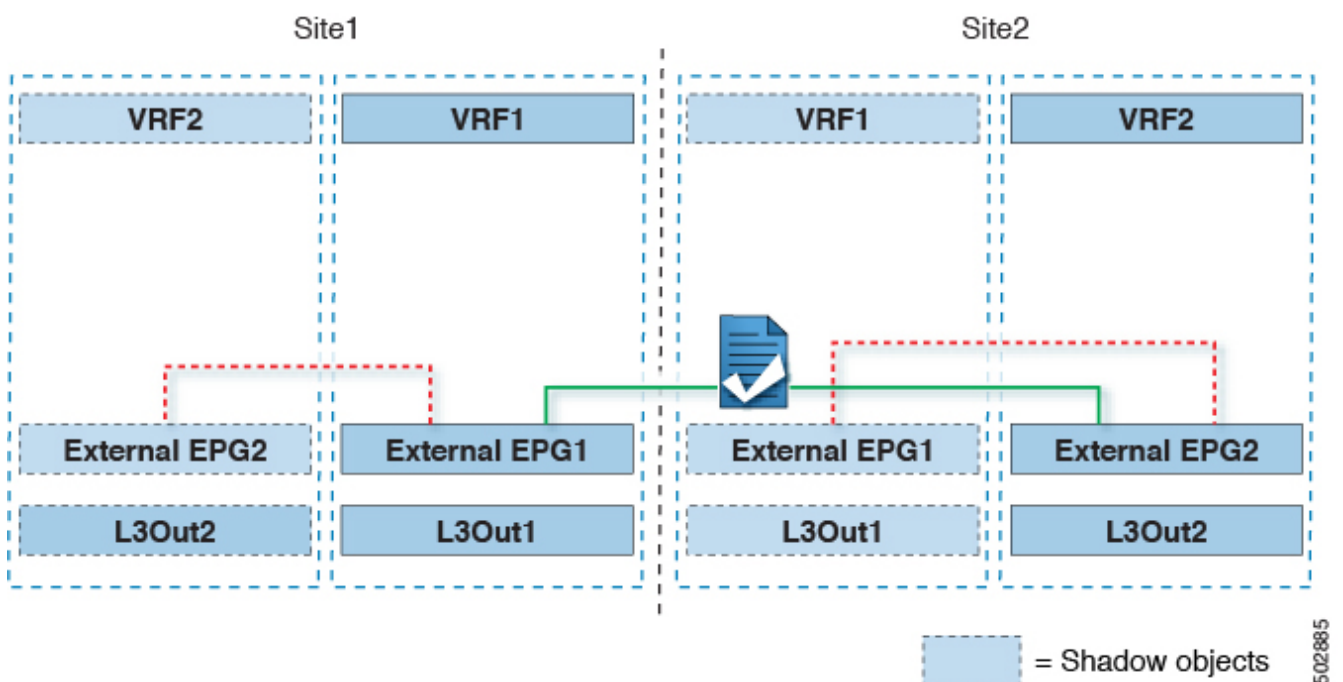 Site1
Site2
VRF2
VRF1
VRF1
VRF2
External EPG2
External EPG1
External EPG1
External EPG2
L3Out2
L3Out1
L3Out1
L3Out2
= Shadow objects
502885